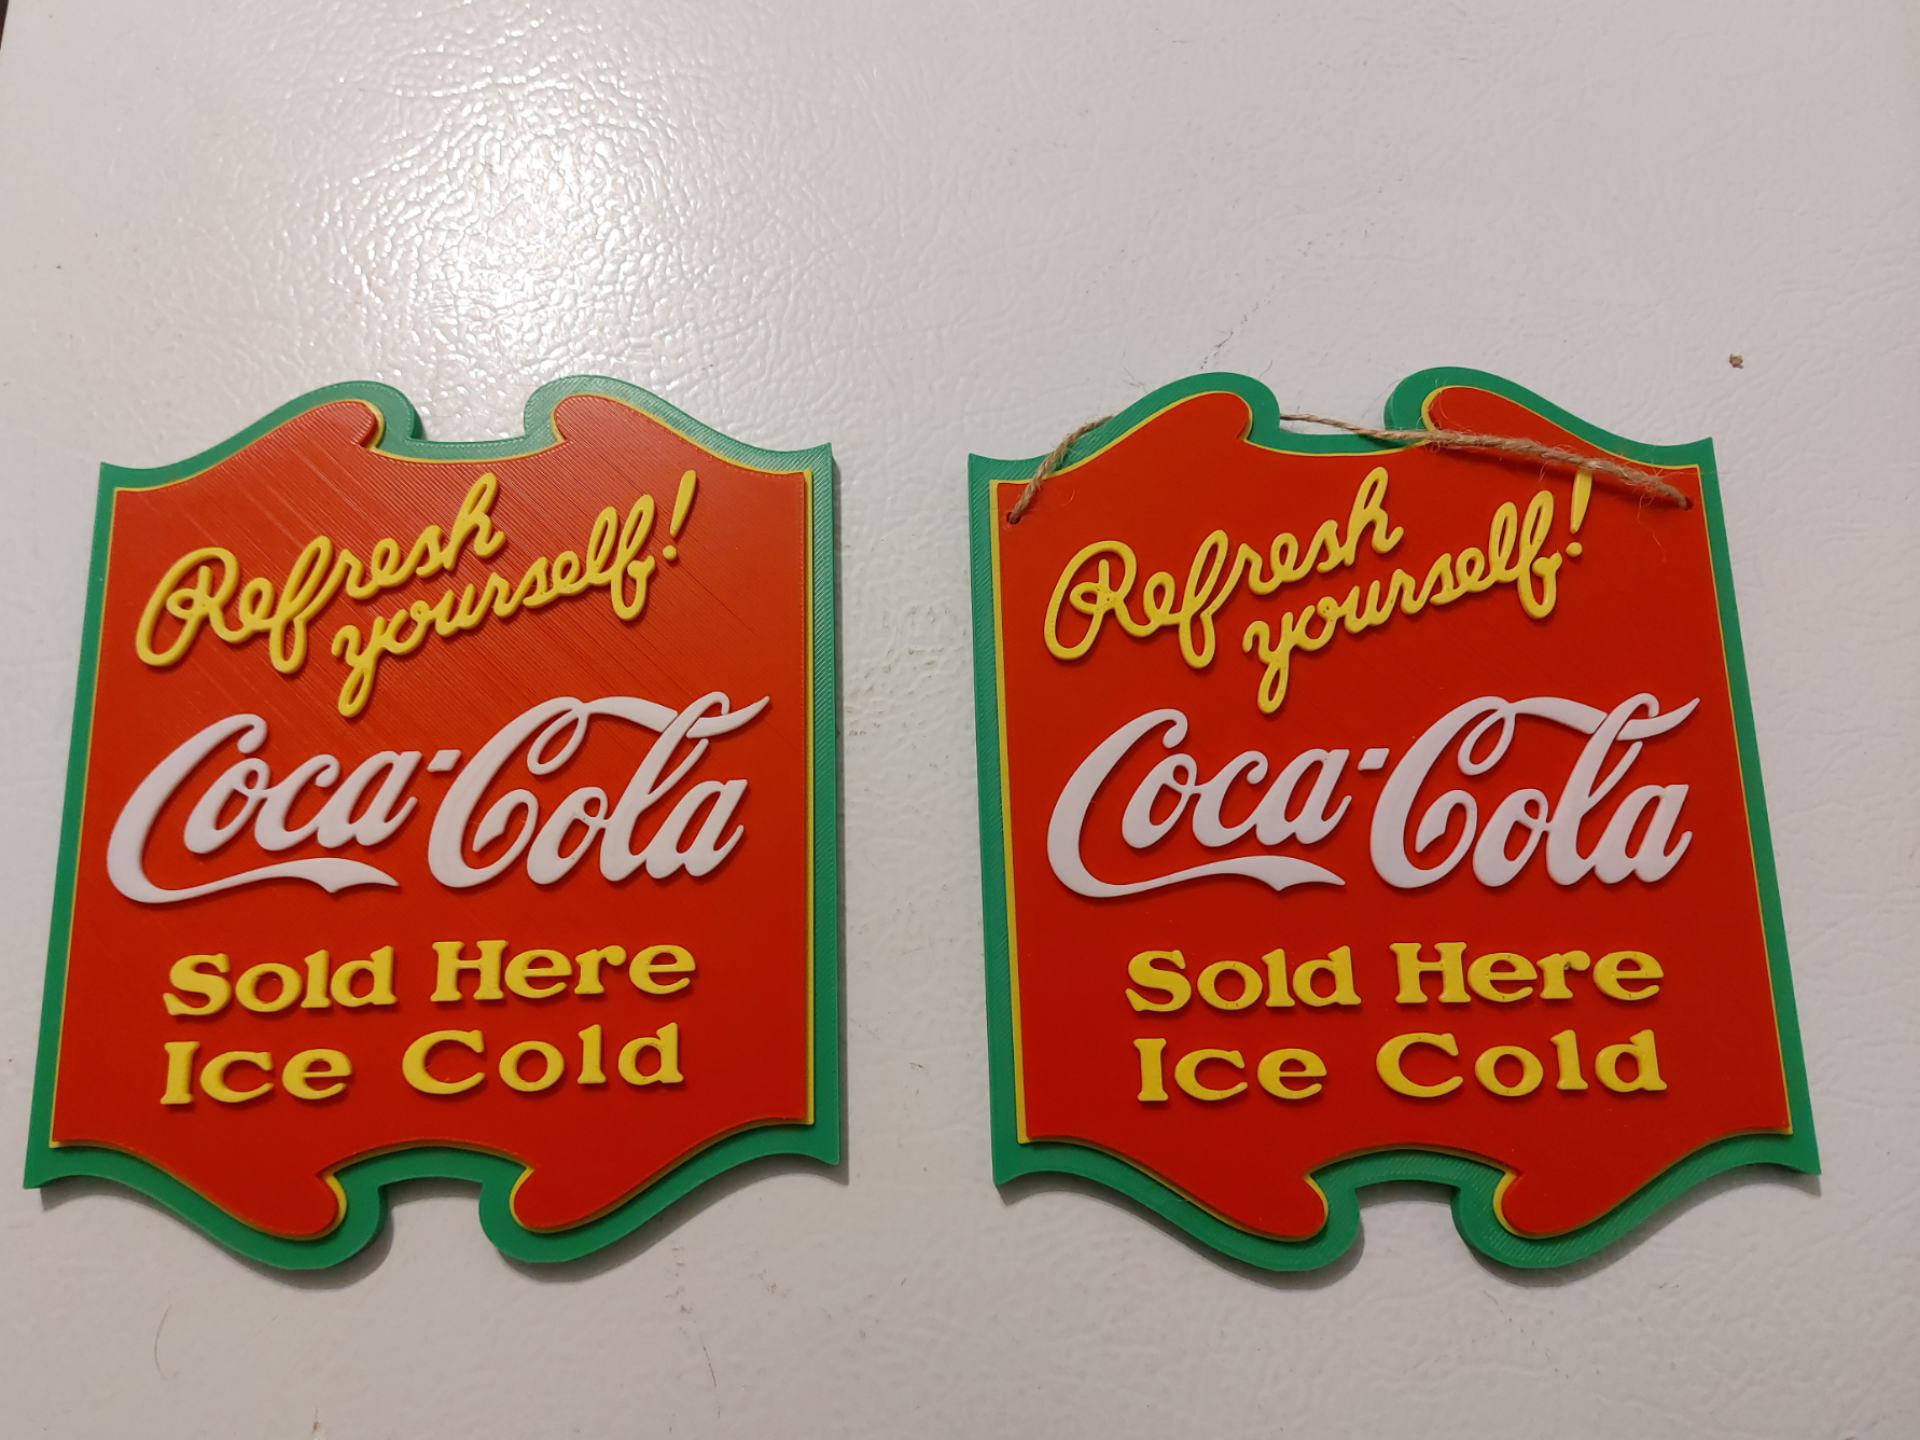 Refresh
yourself!
Coca-Cola
Sold Here
Ice Cold
Refresh
yourself!
Coca-Cola
Sold Here
Ice Cold